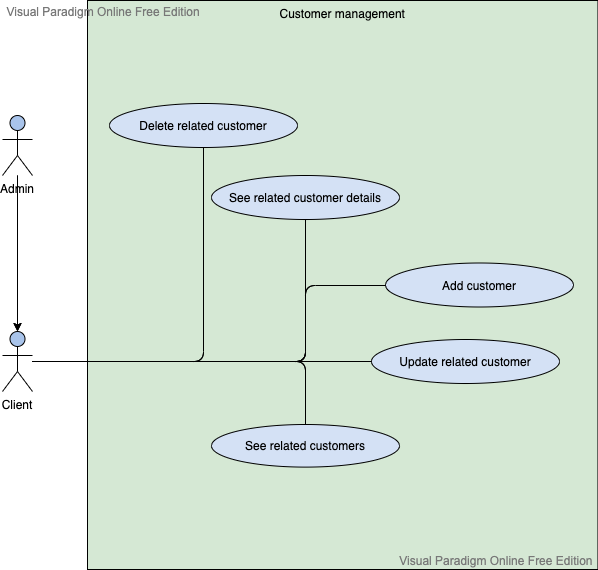 Visual Paradigm Online Free Edition
Customer management
Delete related customer
Admin
See related customer details
Add customer
Update related customer
Client
See related customers
Visual Paradigm Online Free Edition